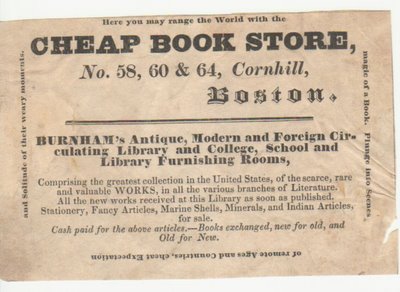 Here you may range the World with the
CHEAP BOOK STORE,
No. 58, 60 & 64, Cornhill,
Boston.
BURNHAM's Antique, Modern and Foreign Cir-
culating Library and College, School and
Library Furnishing Rooms,
Comprising the greatest collection in the United States, of the scarce, rare
and valuable WORKS, in all the various branches of Literature.
All the new works received at this Library as soon as published.
Stationery, Fancy Articles, Marine Shells, Minerals, and Indian Articles,
for sale.
Cash paid for the above articles.—Books exchanged, new for old, and
Old for New.
magic of a Book. Plunge into Scenes
of remote Ages and Countries, cheat Expectation
and Solitude of their weary moments.